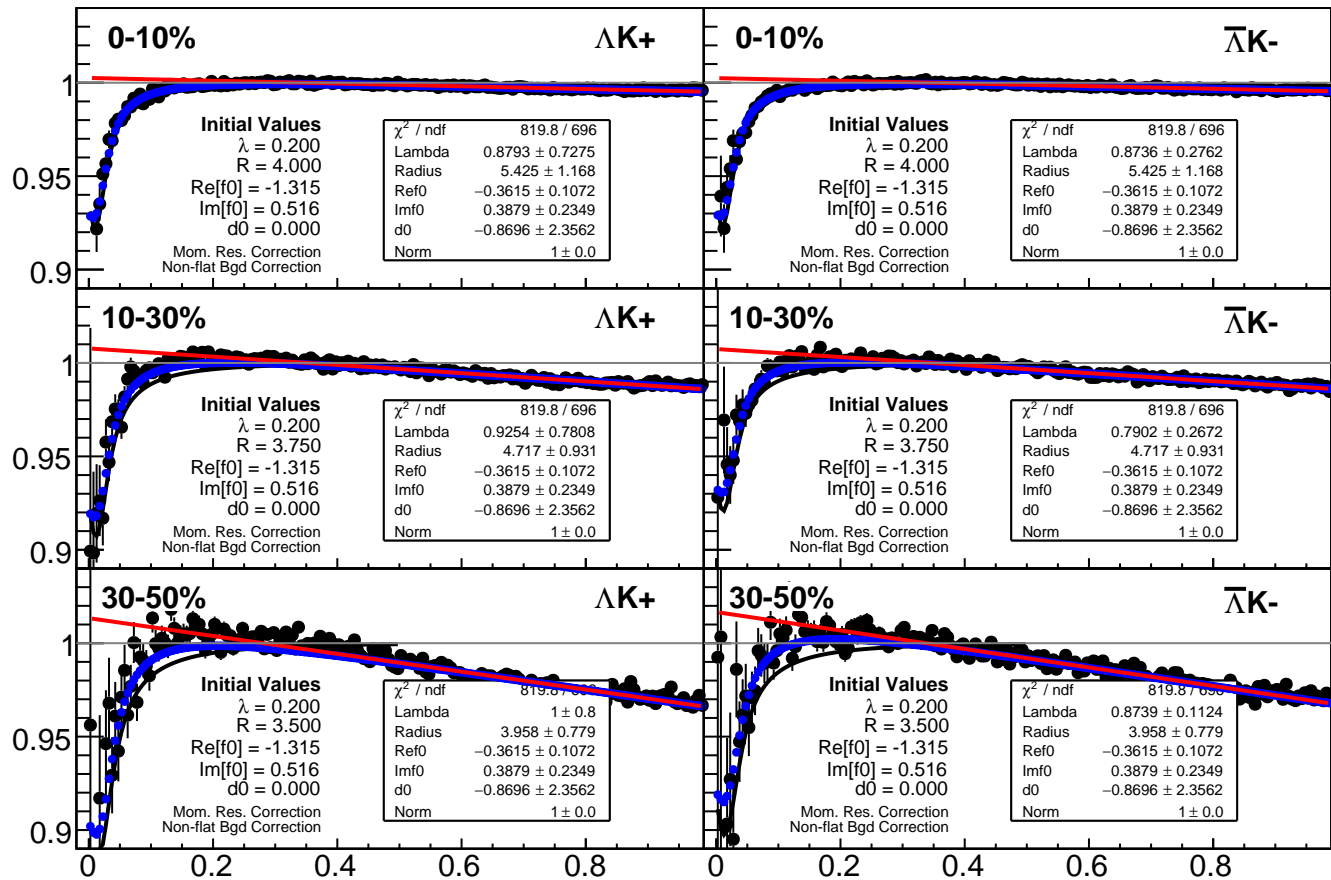 0-10%
ΛK+
1
0.95
0.9
Initial Values
λ = 0.200
R = 4.000
Re[f0] = -1.315
Im[f0] = 0.516
d0 = 0.000
Mom. Res. Correction
Non-flat Bgd Correction
χ² / ndf 819.8 / 696
Lambda 0.8793 ± 0.7275
Radius 5.425 ± 1.168
Ref0 −0.3615 ± 0.1072
Imf0 0.3879 ± 0.2349
d0 −0.8696 ± 2.3562
Norm 1 ± 0.0
0-10%
Λ̅K-
Initial Values
λ = 0.200
R = 4.000
Re[f0] = -1.315
Im[f0] = 0.516
d0 = 0.000
Mom. Res. Correction
Non-flat Bgd Correction
χ² / ndf 819.8 / 696
Lambda 0.8736 ± 0.2762
Radius 5.425 ± 1.168
Ref0 −0.3615 ± 0.1072
Imf0 0.3879 ± 0.2349
d0 −0.8696 ± 2.3562
Norm 1 ± 0.0
10-30%
ΛK+
1
0.95
0.9
Initial Values
λ = 0.200
R = 3.750
Re[f0] = -1.315
Im[f0] = 0.516
d0 = 0.000
Mom. Res. Correction
Non-flat Bgd Correction
χ² / ndf 819.8 / 696
Lambda 0.9254 ± 0.7808
Radius 4.717 ± 0.931
Ref0 −0.3615 ± 0.1072
Imf0 0.3879 ± 0.2349
d0 −0.8696 ± 2.3562
Norm 1 ± 0.0
10-30%
Λ̅K-
Initial Values
λ = 0.200
R = 3.750
Re[f0] = -1.315
Im[f0] = 0.516
d0 = 0.000
Mom. Res. Correction
Non-flat Bgd Correction
χ² / ndf 819.8 / 696
Lambda 0.7902 ± 0.2672
Radius 4.717 ± 0.931
Ref0 −0.3615 ± 0.1072
Imf0 0.3879 ± 0.2349
d0 −0.8696 ± 2.3562
Norm 1 ± 0.0
30-50%
ΛK+
1
0.95
0.9
Initial Values
λ = 0.200
R = 3.500
Re[f0] = -1.315
Im[f0] = 0.516
d0 = 0.000
Mom. Res. Correction
Non-flat Bgd Correction
χ² / ndf 819.8 / 696
Lambda 1 ± 0.8
Radius 3.958 ± 0.779
Ref0 −0.3615 ± 0.1072
Imf0 0.3879 ± 0.2349
d0 −0.8696 ± 2.3562
Norm 1 ± 0.0
30-50%
Λ̅K-
Initial Values
λ = 0.200
R = 3.500
Re[f0] = -1.315
Im[f0] = 0.516
d0 = 0.000
Mom. Res. Correction
Non-flat Bgd Correction
χ² / ndf 819.8 / 696
Lambda 0.8739 ± 0.1124
Radius 3.958 ± 0.779
Ref0 −0.3615 ± 0.1072
Imf0 0.3879 ± 0.2349
d0 −0.8696 ± 2.3562
Norm 1 ± 0.0
0 0.2 0.4 0.6 0.8 0 0.2 0.4 0.6 0.8